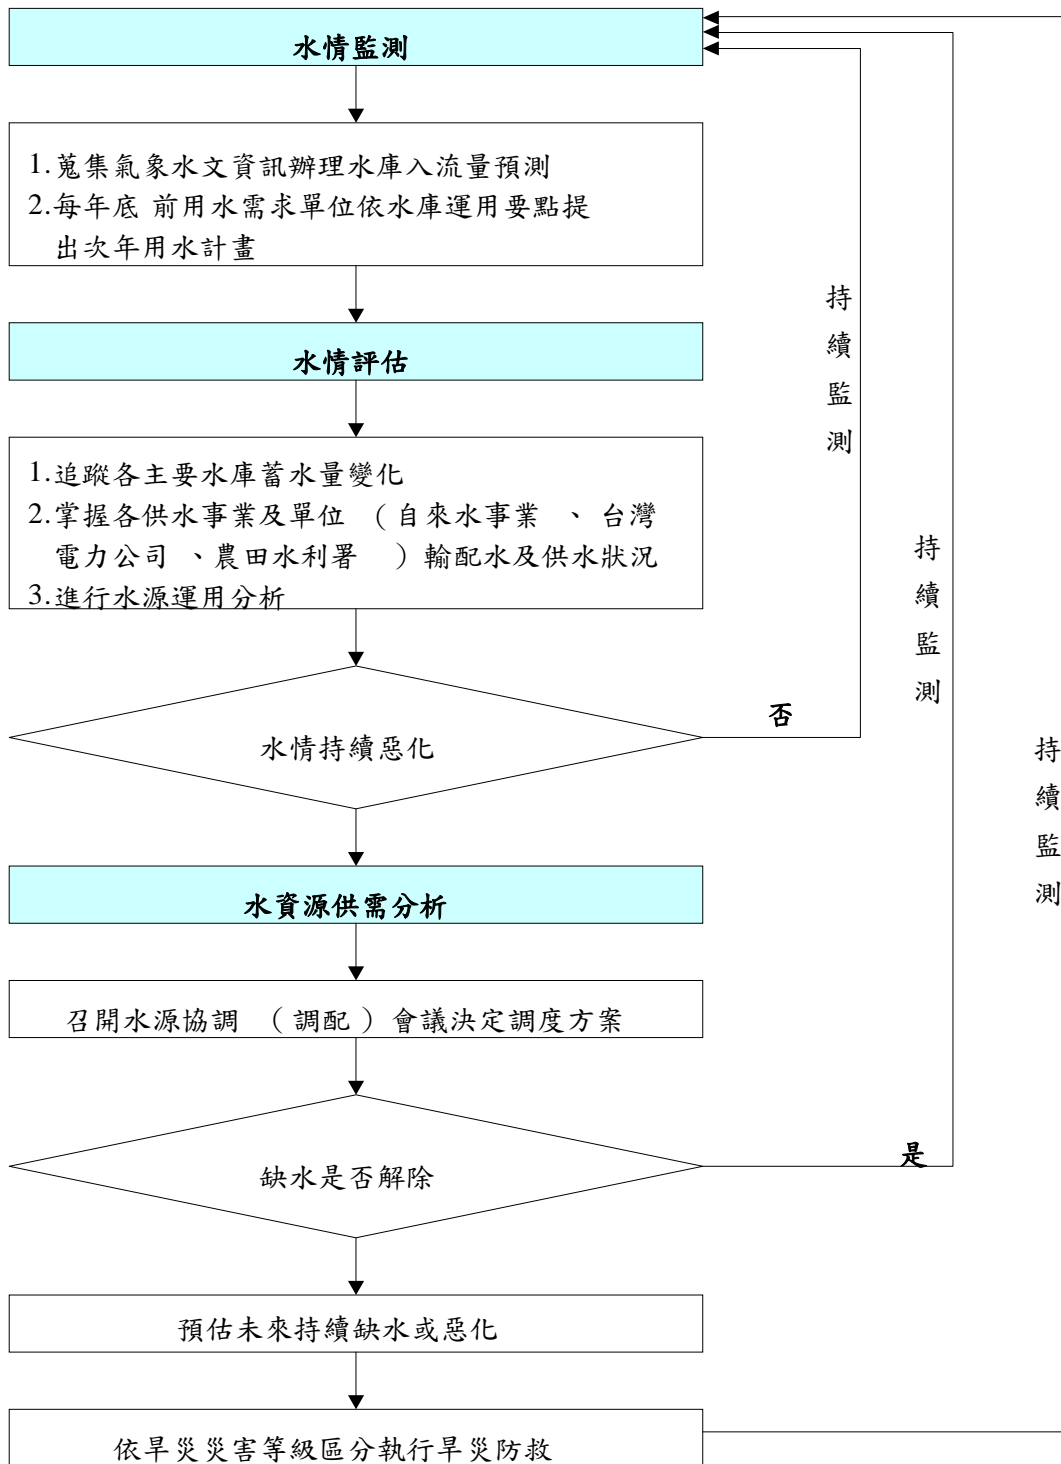 水情監測
1.蒐集氣象水文資訊辦理水庫入流量預測
2.每年底 前用水需求單位依水庫運用要點提
出次年用水計畫
水情評估
1.追蹤各主要水庫蓄水量變化
2.掌握各供水事業及單位 (自來水事業 、 台灣
電力公司 、農田水利署 )輸配水及供水狀況
3.進行水源運用分析
水情持續惡化
否
持續監測
水資源供需分析
召開水源協調 (調配) 會議決定調度方案
缺水是否解除
是
持續監測
預估未來持續缺水或惡化
依旱災災害等級區分執行旱災防救
持續監測